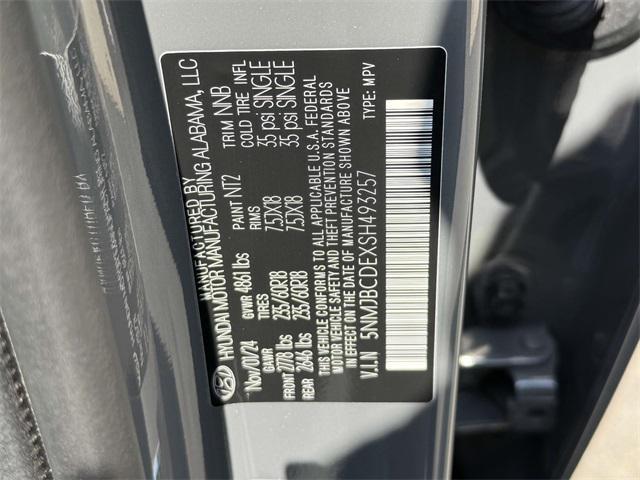 MANUFACTURED BY
HYUNDAI MOTOR MANUFACTURING ALABAMA, LLC
Nov/07/24 GVWR 4861 lbs PAINT NT2 TRIM NNB
GAWR TIRES RIMS COLD TIRE INFL
FRONT 2778 lbs 235/60R18 7.5JX18 35 psi SINGLE
REAR 2646 lbs 235/60R18 7.5JX18 35 psi SINGLE
THIS VEHICLE CONFORMS TO ALL APPLICABLE U.S.A. FEDERAL
MOTOR VEHICLE SAFETY AND THEFT PREVENTION STANDARDS
IN EFFECT ON THE DATE OF MANUFACTURE SHOWN ABOVE
V.I.N 5NMJBCDEXSH493257 TYPE: MPV